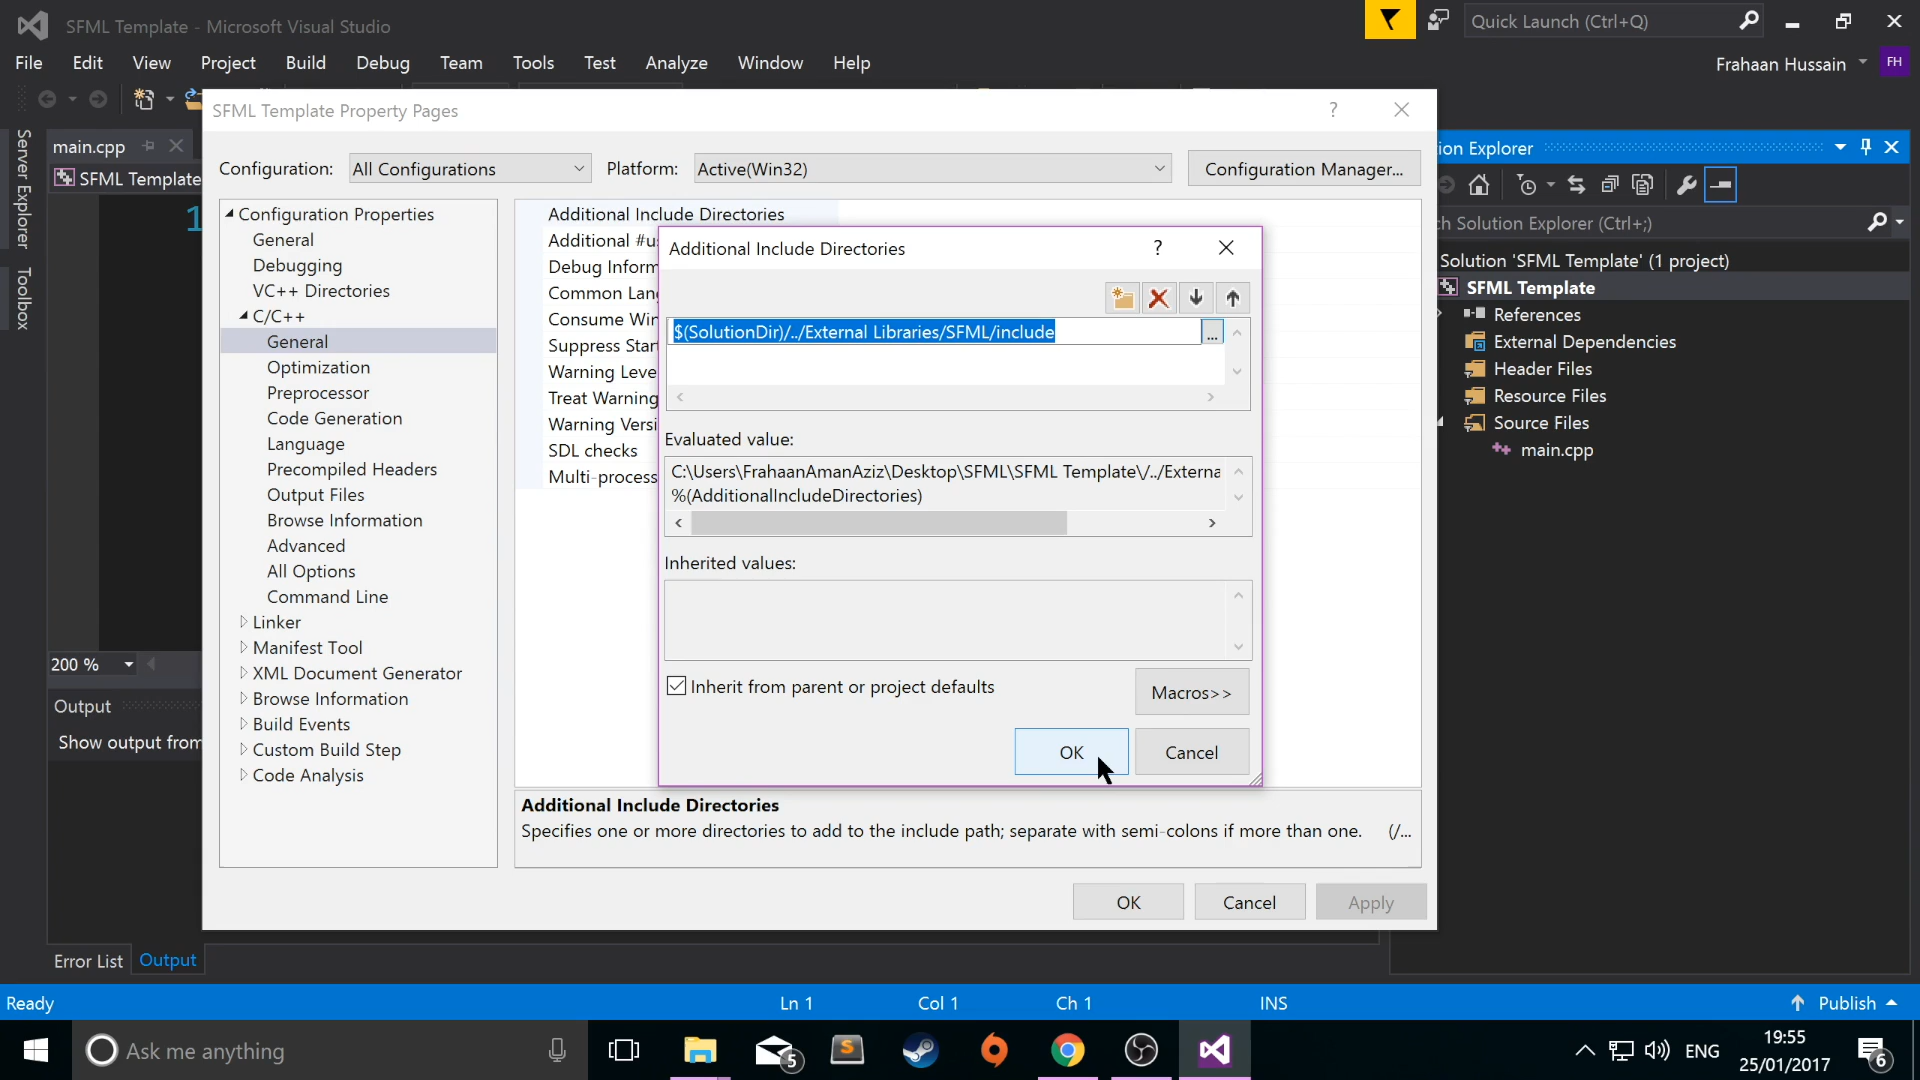 SFML Template - Microsoft Visual Studio
Quick Launch (Ctrl+Q)
File Edit View Project Build Debug Team Tools Test Analyze Window Help
Frahaan Hussain FH
SFML Template Property Pages
?
Server Explorer
Toolbox
main.cpp
SFML Template
1
200 %
Output
Show output from
Error List Output
Configuration: All Configurations Platform: Active(Win32) Configuration Manager...
Configuration Properties
General
Debugging
VC++ Directories
C/C++
General
Optimization
Preprocessor
Code Generation
Language
Precompiled Headers
Output Files
Browse Information
Advanced
All Options
Command Line
Linker
Manifest Tool
XML Document Generator
Browse Information
Build Events
Custom Build Step
Code Analysis
Additional Include Directories
Additional #u
Debug Inform
Common Lan
Consume Win
Suppress Star
Warning Leve
Treat Warning
Warning Versi
SDL checks
Multi-process
Additional Include Directories
?
$(SolutionDir)/../External Libraries/SFML/include
...
Evaluated value:
C:\Users\FrahaanAmanAziz\Desktop\SFML\SFML Template\/../Externa
%(AdditionalIncludeDirectories)
Inherited values:
Inherit from parent or project defaults
Macros>>
OK Cancel
Additional Include Directories
Specifies one or more directories to add to the include path; separate with semi-colons if more than one. (/...
OK Cancel Apply
ion Explorer
ch Solution Explorer (Ctrl+;)
Solution 'SFML Template' (1 project)
SFML Template
References
External Dependencies
Header Files
Resource Files
Source Files
main.cpp
Ready Ln 1 Col 1 Ch 1 INS Publish
Ask me anything
5
ENG
19:55
25/01/2017
6